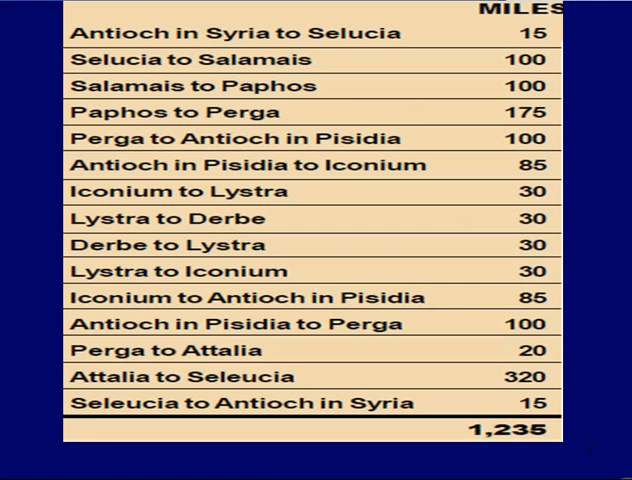 MILES
Antioch in Syria to Selucia 15
Selucia to Salamais 100
Salamais to Paphos 100
Paphos to Perga 175
Perga to Antioch in Pisidia 100
Antioch in Pisidia to Iconium 85
Iconium to Lystra 30
Lystra to Derbe 30
Derbe to Lystra 30
Lystra to Iconium 30
Iconium to Antioch in Pisidia 85
Antioch in Pisidia to Perga 100
Perga to Attalia 20
Attalia to Seleucia 320
Seleucia to Antioch in Syria 15
1,235